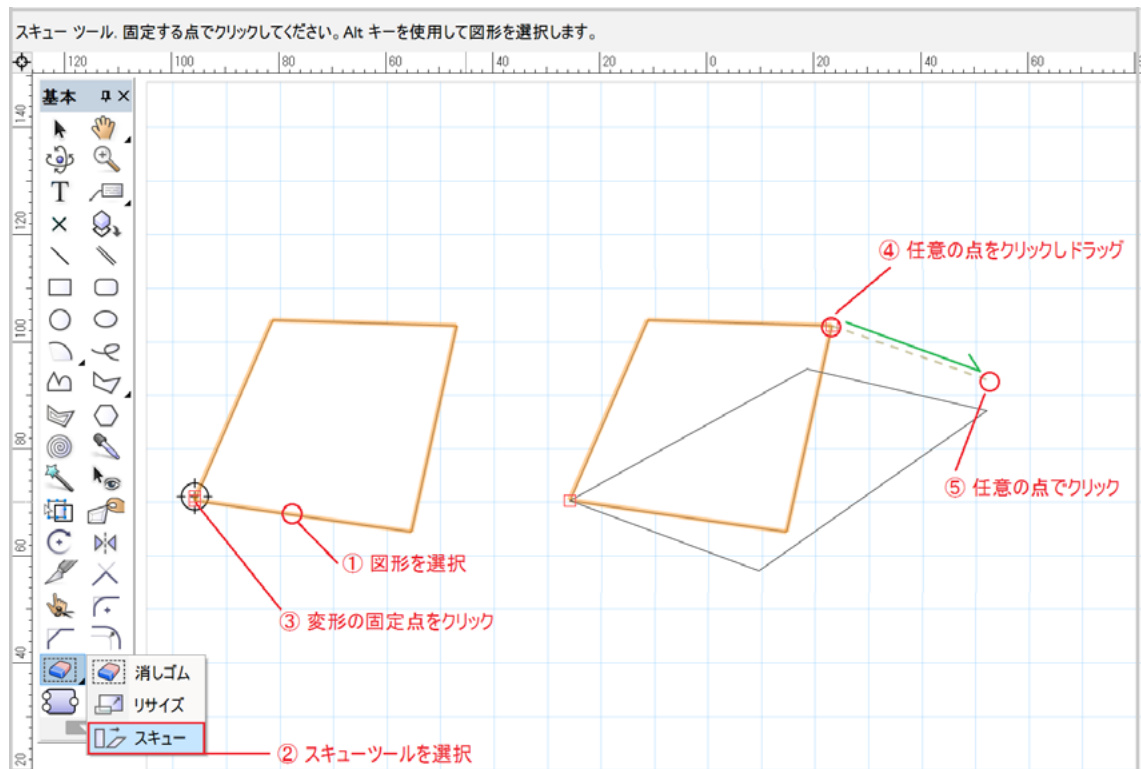 スキュー ツール. 固定する点でクリックしてください。Alt キーを使用して図形を選択します。
120 100 80 60 40 20 0 20 40 60
基本
140
120
100
80
60
40
20
T
④ 任意の点をクリックしドラッグ
⑤ 任意の点でクリック
① 図形を選択
③ 変形の固定点をクリック
消しゴム
リサイズ
スキュー
② スキューツールを選択